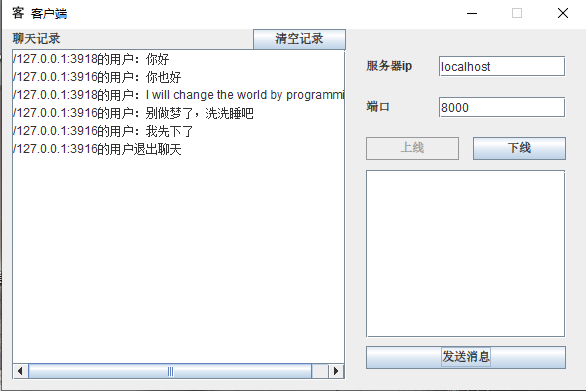 客 客户端
聊天记录
清空记录
/127.0.0.1:3918的用户：你好
/127.0.0.1:3916的用户：你也好
/127.0.0.1:3918的用户：I will change the world by programmi
/127.0.0.1:3916的用户：别做梦了，洗洗睡吧
/127.0.0.1:3916的用户：我先下了
/127.0.0.1:3916的用户退出聊天
服务器ip
localhost
端口
8000
上线
下线
发送消息